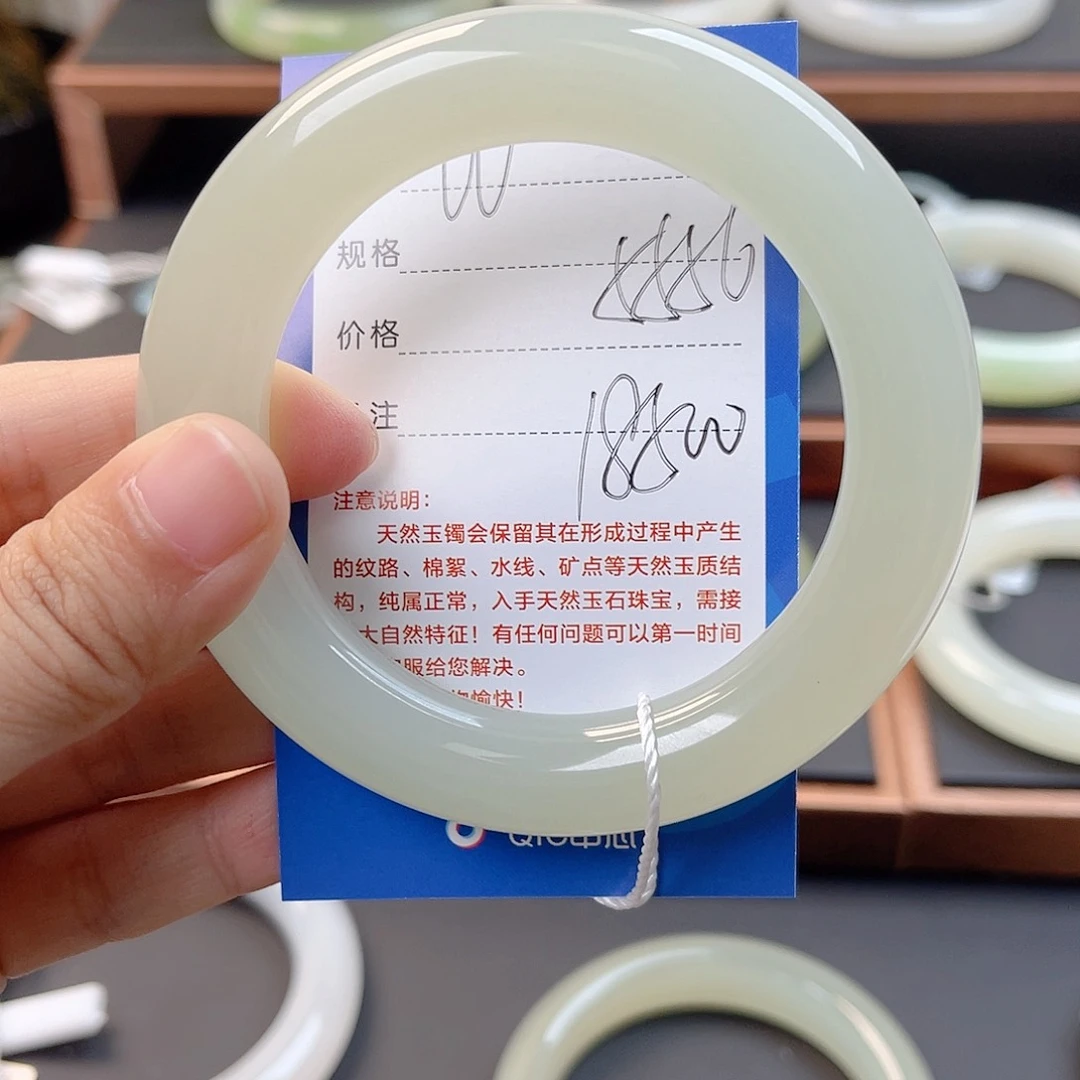 规格
价格
注
18800
注意说明：
天然玉镯会保留其在形成过程中产生
的纹路、棉絮、水线、矿点等天然玉质结
构，纯属正常，入手天然玉石珠宝，需接
大自然特征！有任何问题可以第一时间
服给您解决。
愉快！